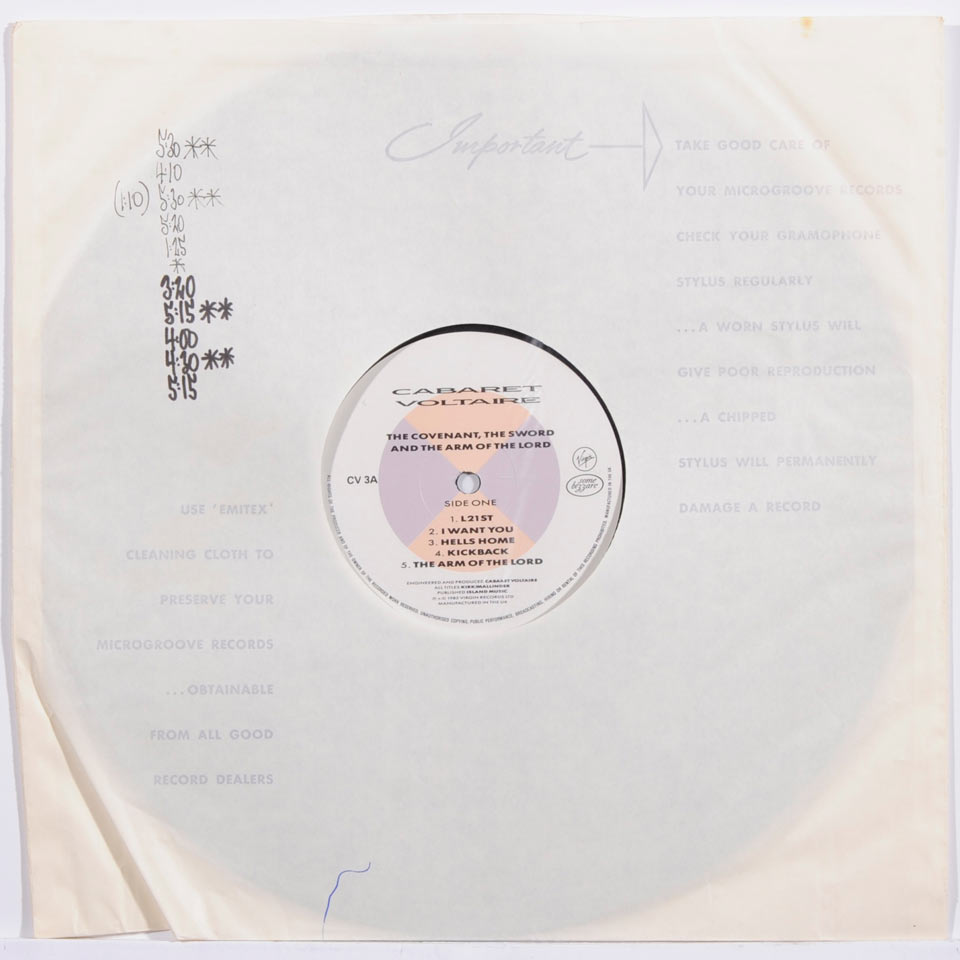 Important
TAKE GOOD CARE OF
YOUR MICROGROOVE RECORDS
CHECK YOUR GRAMOPHONE
STYLUS REGULARLY
...A WORN STYLUS WILL
GIVE POOR REPRODUCTION
...A CHIPPED
STYLUS WILL PERMANENTLY
DAMAGE A RECORD
5:30 **
4:10
(1:10) 5:30 **
5:20
1:25
*
3:20
5:15 **
4:00
4:30 **
5:15
CABARET
VOLTAIRE
THE COVENANT, THE SWORD
AND THE ARM OF THE LORD
Virgin
some
bizzare
CV 3A
SIDE ONE
1. L21ST
2. I WANT YOU
3. HELLS HOME
4. KICKBACK
5. THE ARM OF THE LORD
ENGINEERED AND PRODUCED, CABARET VOLTAIRE
ALL TITLES KIRK/MALLINDER
PUBLISHED ISLAND MUSIC
℗ + © 1985 VIRGIN RECORDS LTD
MANUFACTURED IN THE UK
ALL RIGHTS OF THE PRODUCER AND OF THE OWNER OF THE RECORDED WORK RESERVED. UNAUTHORISED COPYING, PUBLIC PERFORMANCE, BROADCASTING, HIRING OR RENTAL OF THIS RECORDING PROHIBITED. MANUFACTURED IN THE UK.
USE 'EMITEX'
CLEANING CLOTH TO
PRESERVE YOUR
MICROGROOVE RECORDS
...OBTAINABLE
FROM ALL GOOD
RECORD DEALERS